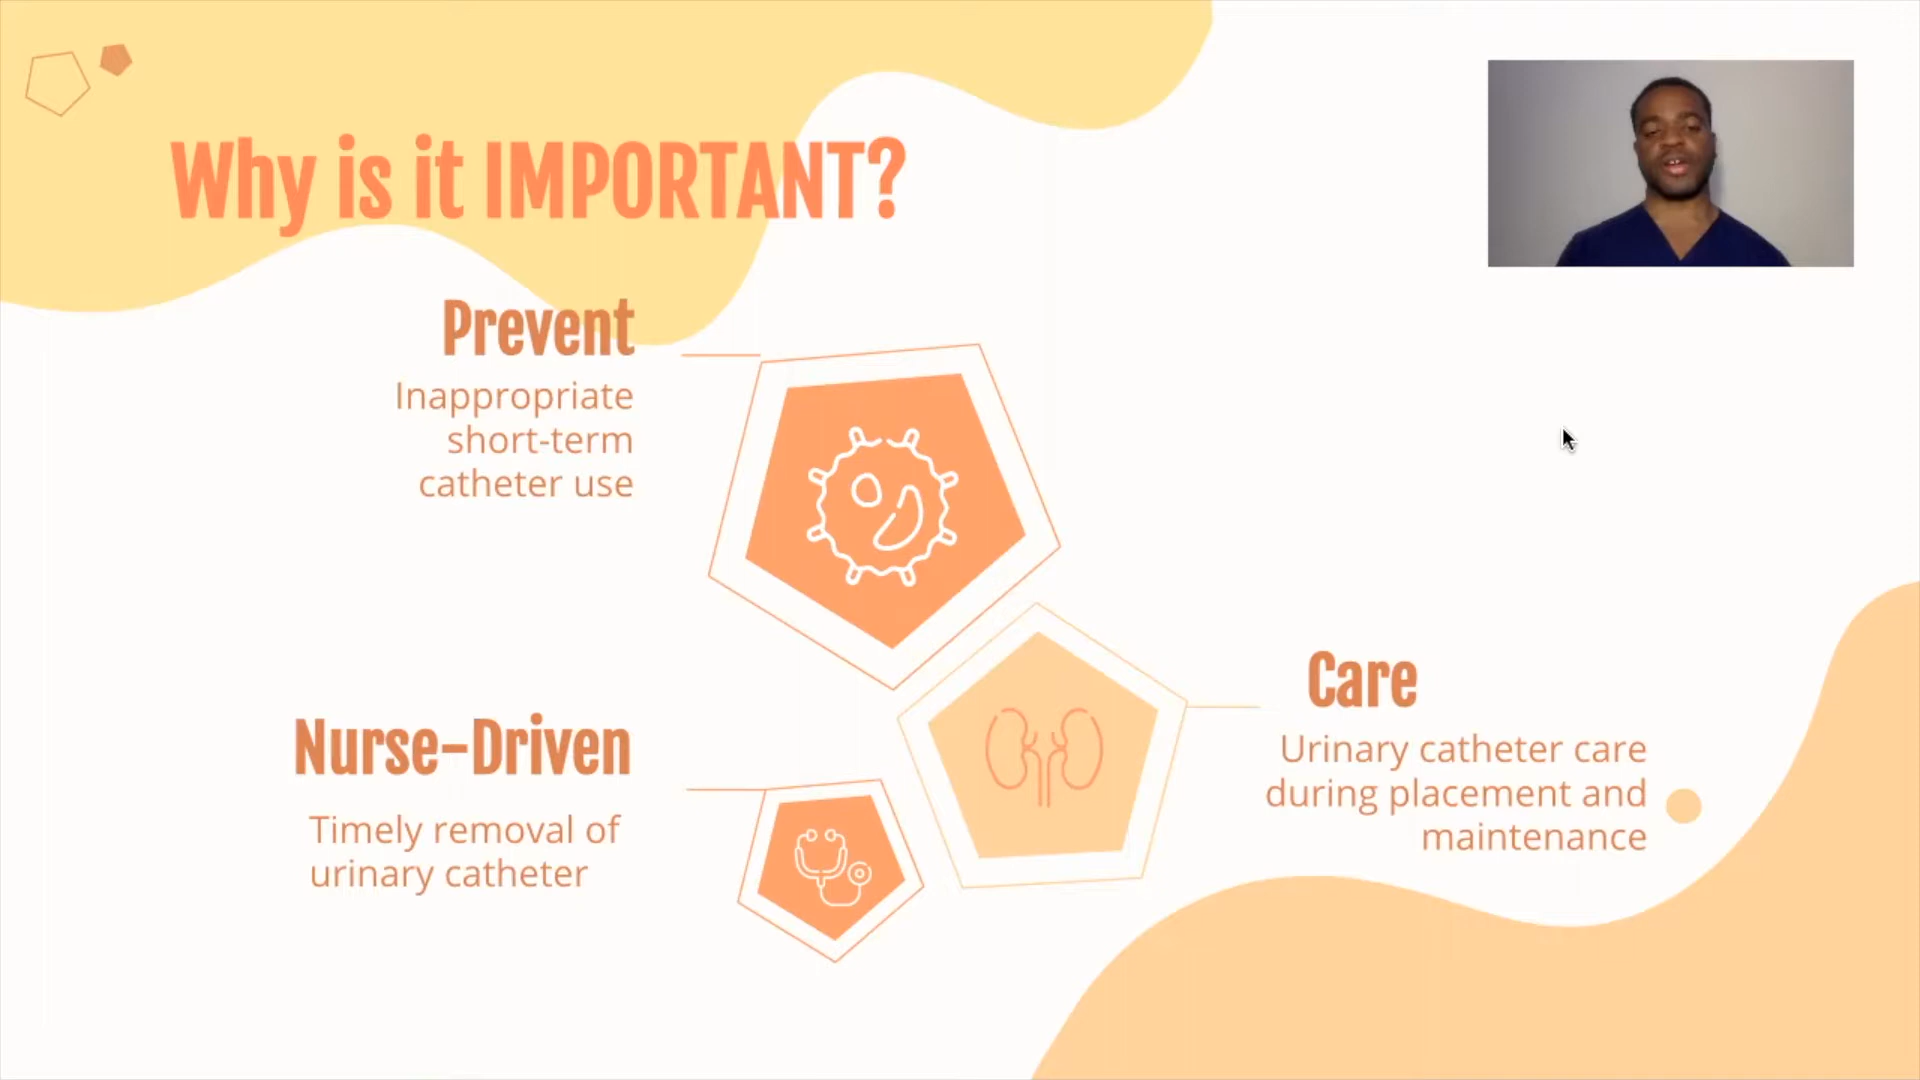 Why is it IMPORTANT?
Prevent
Inappropriate
short-term
catheter use
Care
Urinary catheter care
during placement and
maintenance
Nurse-Driven
Timely removal of
urinary catheter